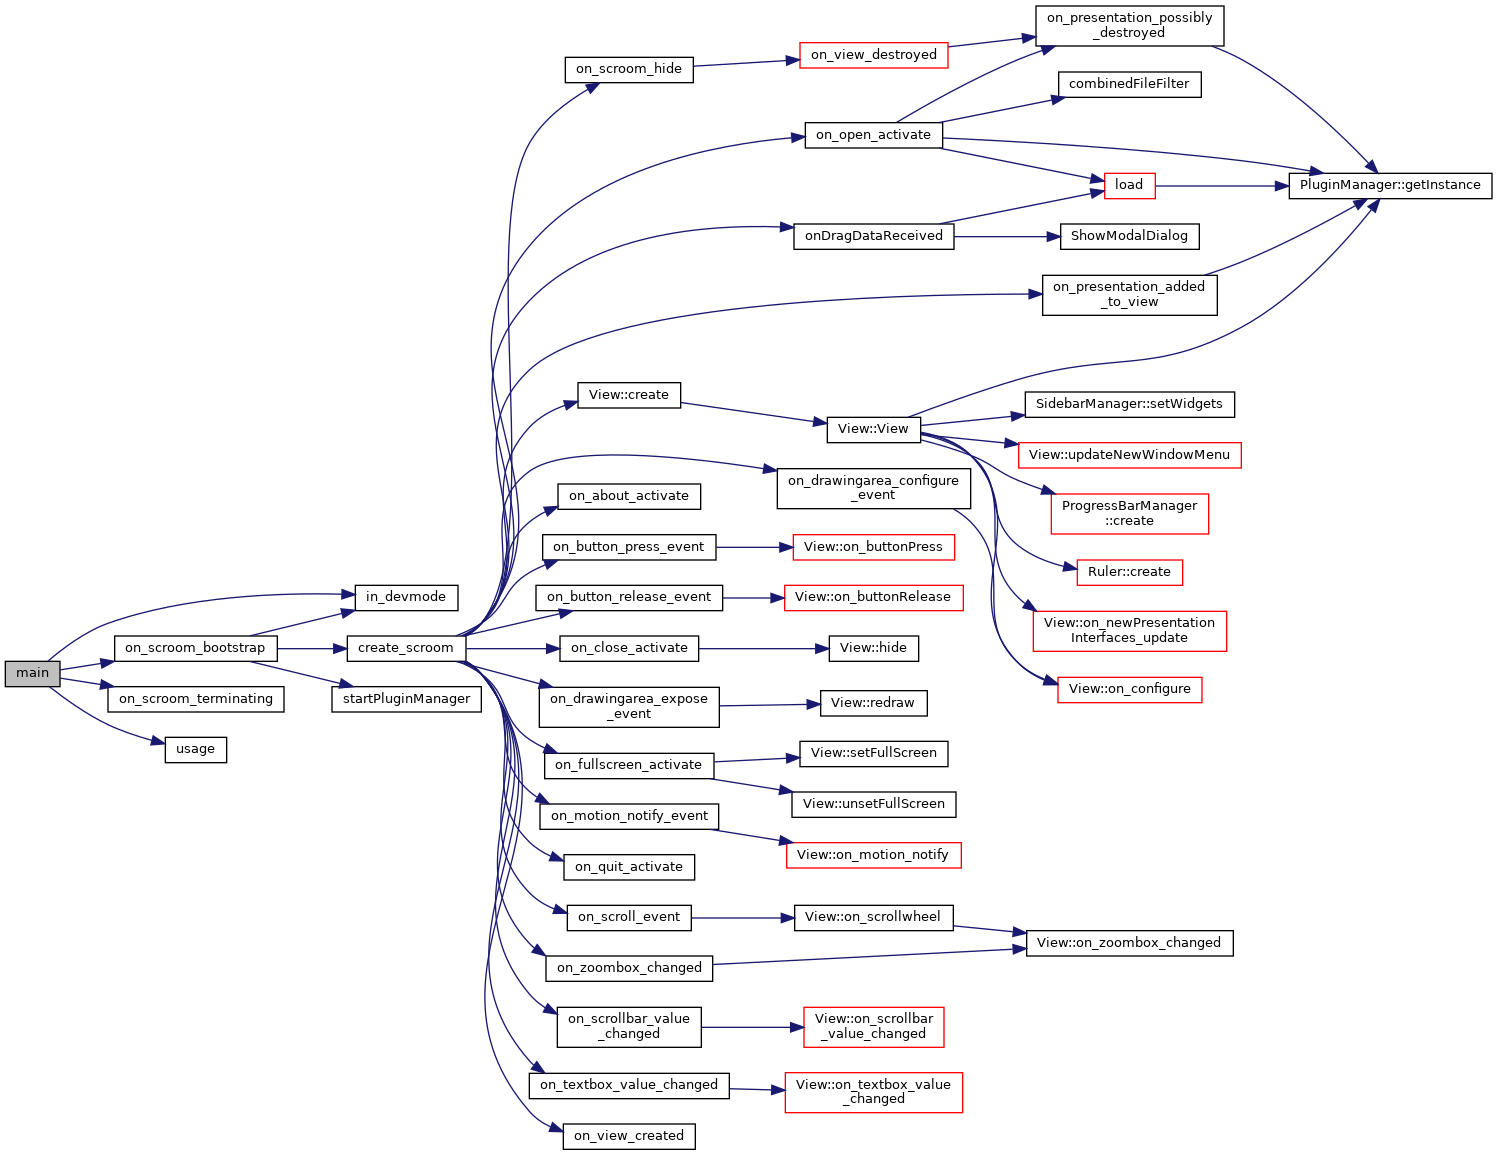 main
in_devmode
on_scroom_bootstrap
on_scroom_terminating
usage
create_scroom
startPluginManager
on_scroom_hide
View::create
on_about_activate
on_button_press_event
on_button_release_event
on_close_activate
on_drawingarea_expose
_event
on_fullscreen_activate
on_motion_notify_event
on_quit_activate
on_scroll_event
on_zoombox_changed
on_scrollbar_value
_changed
on_textbox_value_changed
on_view_created
on_view_destroyed
on_open_activate
onDragDataReceived
View::View
on_drawingarea_configure
_event
View::on_buttonPress
View::on_buttonRelease
View::hide
View::redraw
View::setFullScreen
View::unsetFullScreen
View::on_motion_notify
View::on_scrollwheel
View::on_scrollbar
_value_changed
View::on_textbox_value
_changed
on_presentation_possibly
_destroyed
combinedFileFilter
load
ShowModalDialog
on_presentation_added
_to_view
SidebarManager::setWidgets
View::updateNewWindowMenu
ProgressBarManager
::create
Ruler::create
View::on_newPresentation
Interfaces_update
View::on_configure
View::on_zoombox_changed
PluginManager::getInstance